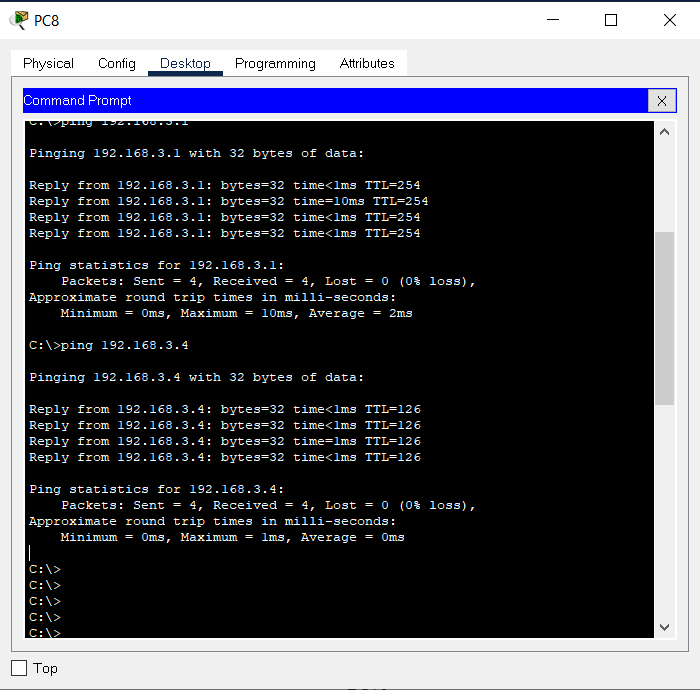 PC8
Physical Config Desktop Programming Attributes
Command Prompt X
C:\>ping 192.168.3.1
Pinging 192.168.3.1 with 32 bytes of data:
Reply from 192.168.3.1: bytes=32 time<1ms TTL=254
Reply from 192.168.3.1: bytes=32 time=10ms TTL=254
Reply from 192.168.3.1: bytes=32 time<1ms TTL=254
Reply from 192.168.3.1: bytes=32 time<1ms TTL=254
Ping statistics for 192.168.3.1:
Packets: Sent = 4, Received = 4, Lost = 0 (0% loss),
Approximate round trip times in milli-seconds:
Minimum = 0ms, Maximum = 10ms, Average = 2ms
C:\>ping 192.168.3.4
Pinging 192.168.3.4 with 32 bytes of data:
Reply from 192.168.3.4: bytes=32 time<1ms TTL=126
Reply from 192.168.3.4: bytes=32 time<1ms TTL=126
Reply from 192.168.3.4: bytes=32 time=1ms TTL=126
Reply from 192.168.3.4: bytes=32 time<1ms TTL=126
Ping statistics for 192.168.3.4:
Packets: Sent = 4, Received = 4, Lost = 0 (0% loss),
Approximate round trip times in milli-seconds:
Minimum = 0ms, Maximum = 1ms, Average = 0ms
C:\>
C:\>
C:\>
C:\>
C:\>
Top